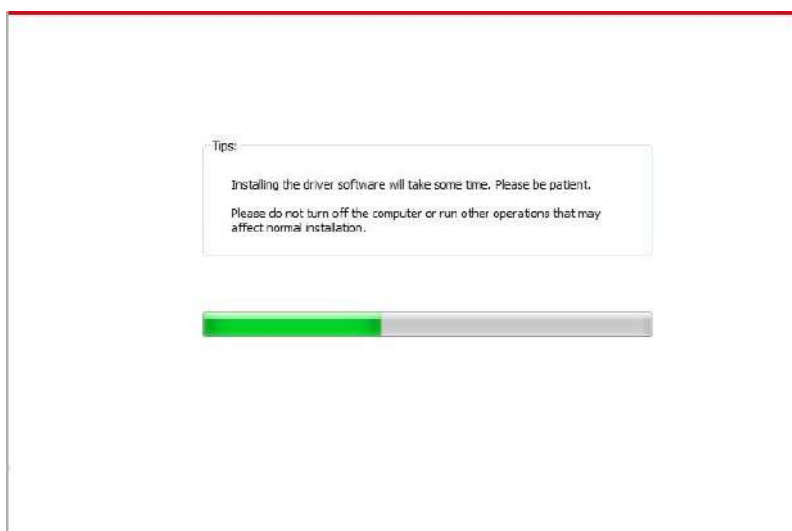 Tips:
Installing the driver software will take some time. Please be patient.
Please do not turn off the computer or run other operations that may
affect normal installation.